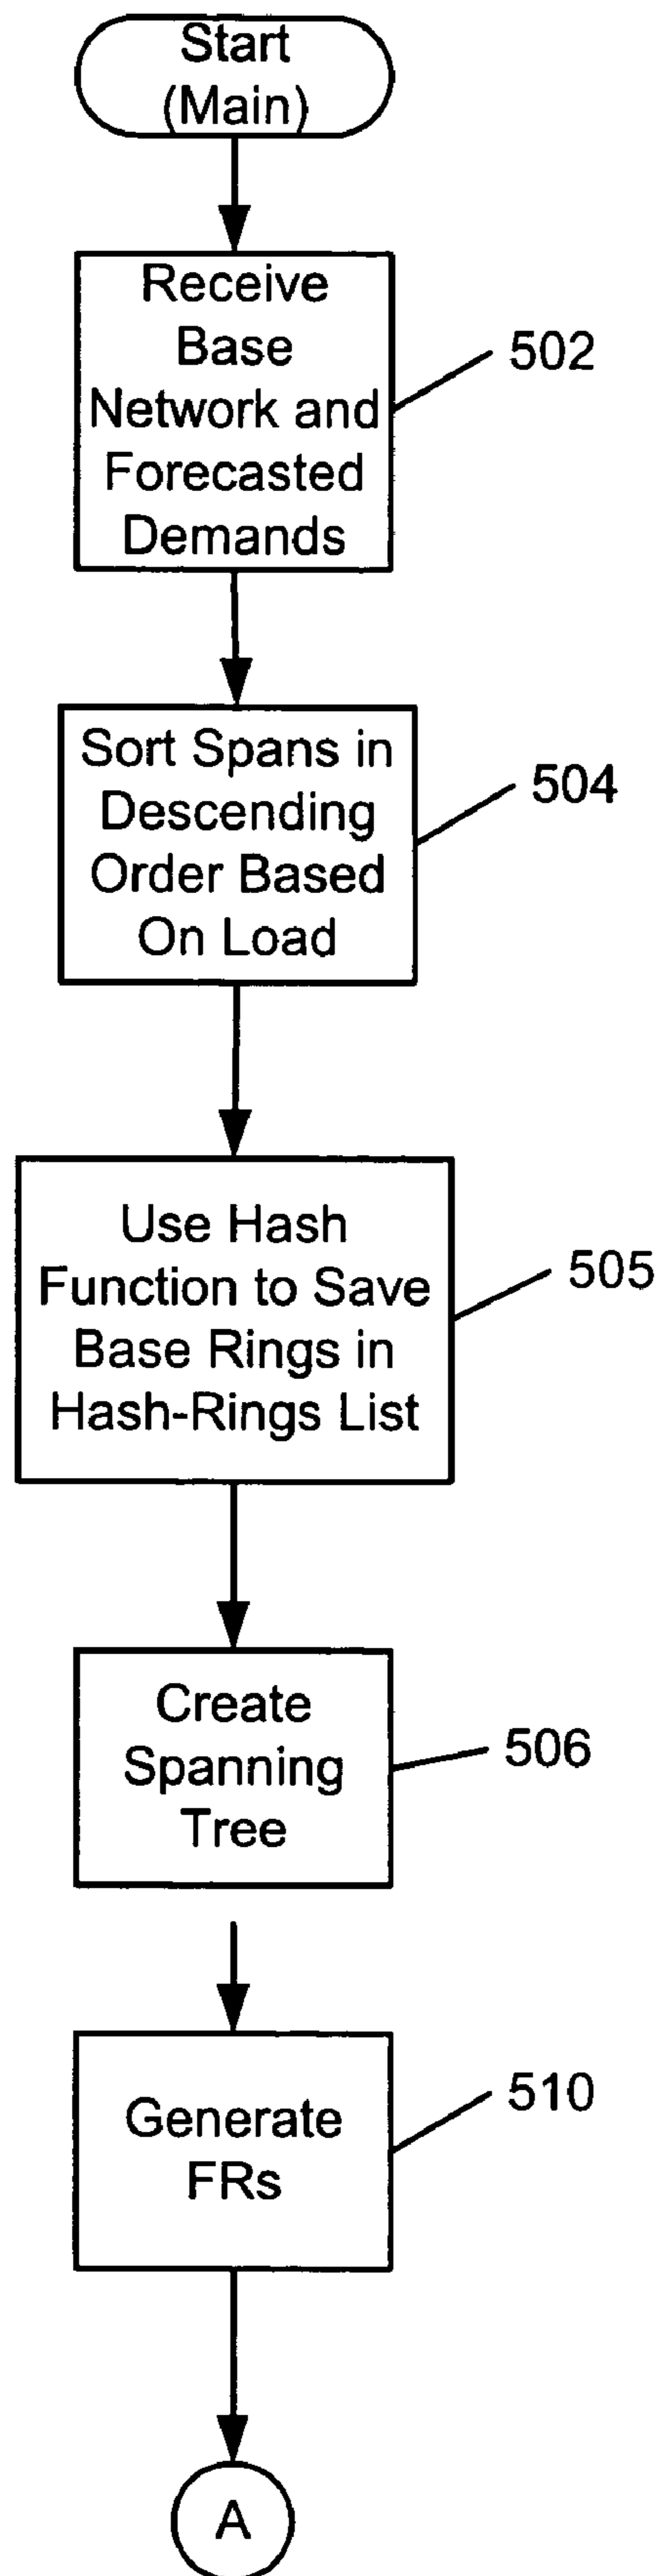 Start
(Main)
Receive
Base
Network and
Forecasted
Demands
502
Sort Spans in
Descending
Order Based
On Load
504
Use Hash
Function to Save
Base Rings in
Hash-Rings List
505
Create
Spanning
Tree
506
Generate
FRs
510
A